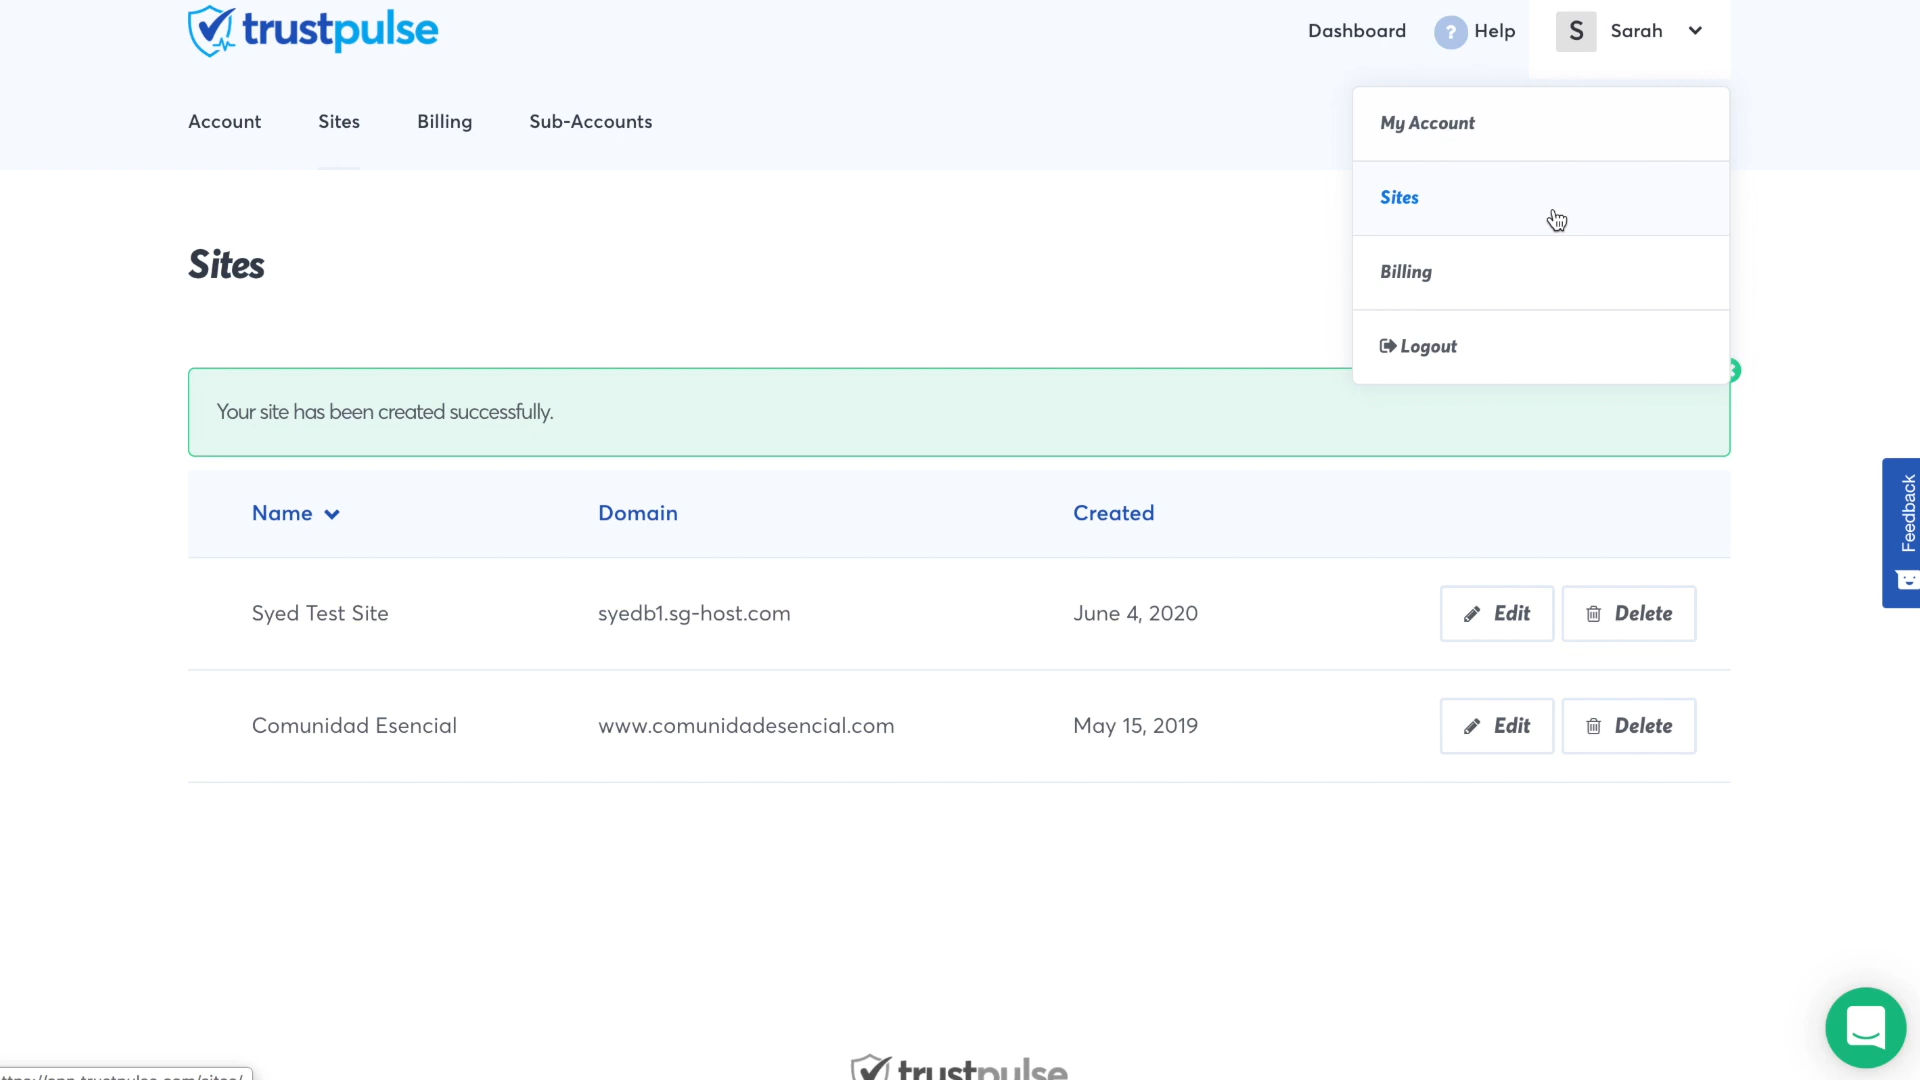 trustpulse
Dashboard
? Help
S Sarah
Account
Sites
Billing
Sub-Accounts
My Account
Sites
Billing
Logout
Sites
Your site has been created successfully.
Name
Domain
Created
Syed Test Site
syedb1.sg-host.com
June 4, 2020
Edit
Delete
Comunidad Esencial
www.comunidadesencial.com
May 15, 2019
Edit
Delete
Feedback
trustpulse